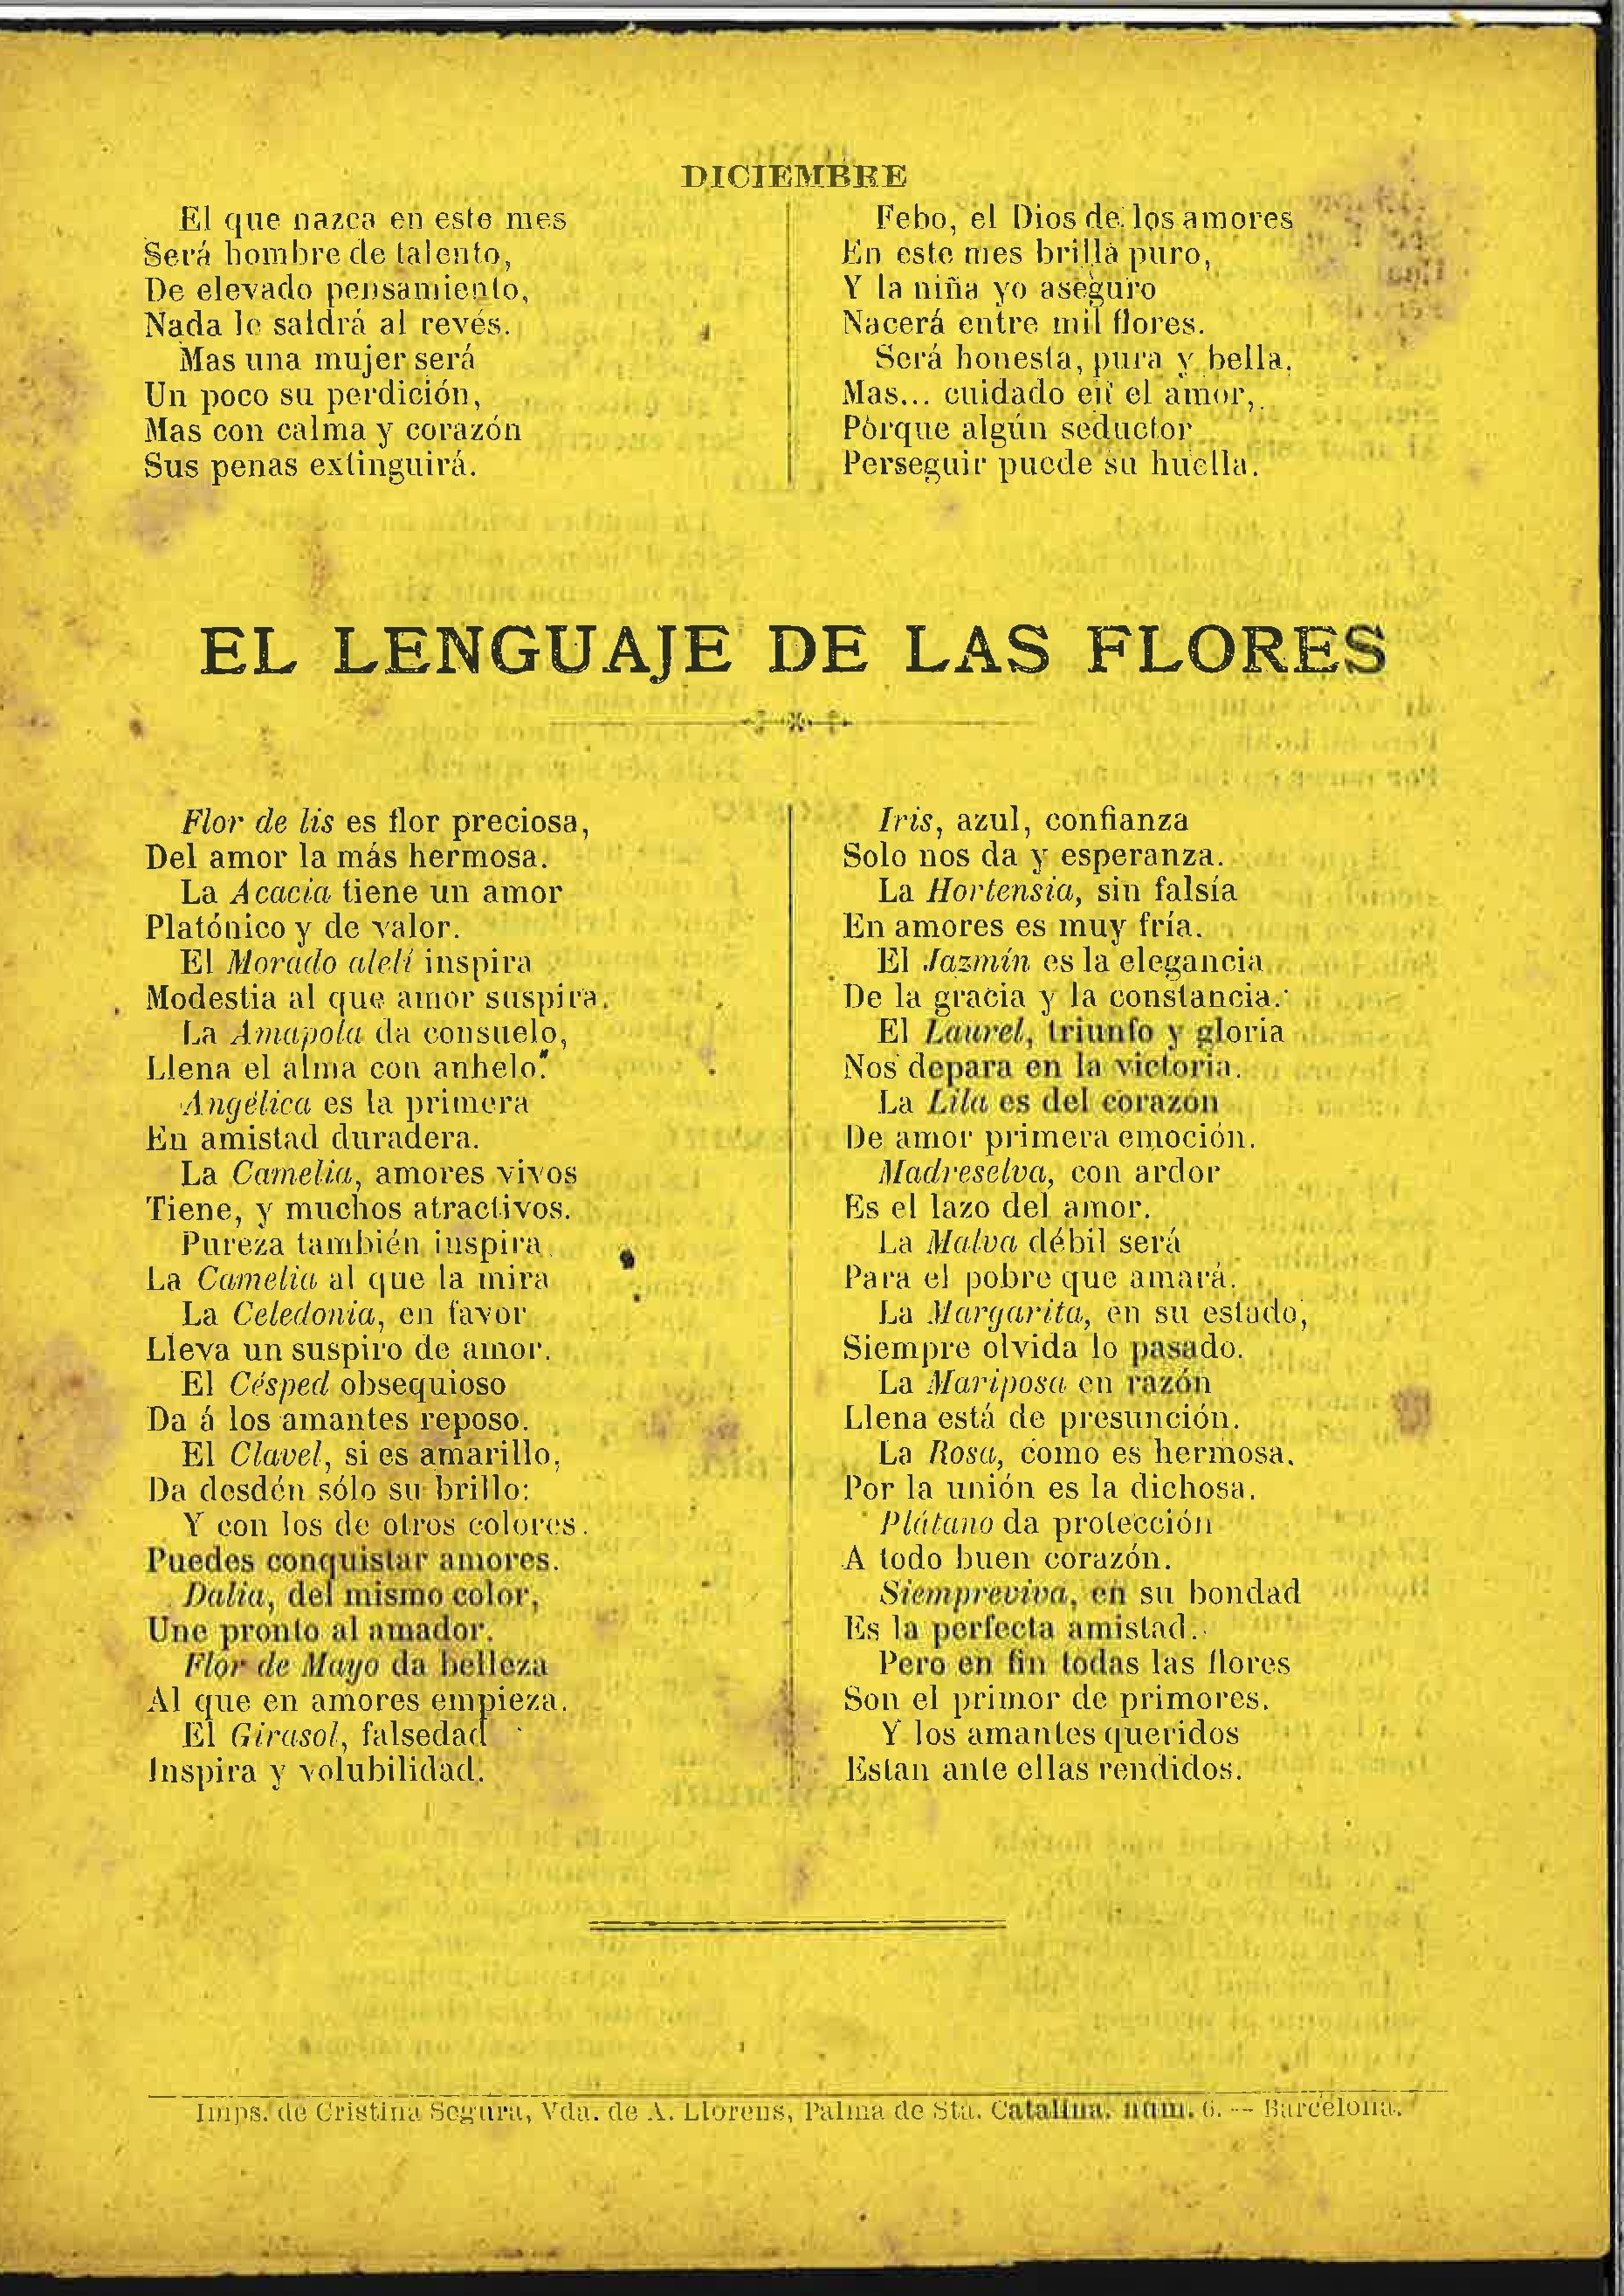 DICIEMBRE
El que nazca en este mes
Será hombre de talento,
De elevado pensamiento,
Nada le saldrá al revés.
Mas una mujer será
Un poco su perdición,
Mas con calma y corazón
Sus penas extinguirá.
Febo, el Dios de los amores
En este mes brilla puro,
Y la niña yo aseguro
Nacerá entre mil flores.
Será honesta, pura y bella.
Mas... cuidado en el amor,
Porque algún seductor
Perseguir puede su huella.
EL LENGUAJE DE LAS FLORES
Flor de lis es flor preciosa,
Del amor la más hermosa.
La Acacia tiene un amor
Platónico y de valor.
El Morado alelí inspira
Modestia al que amor suspira.
La Amapola da consuelo,
Llena el alma con anhelo.
Angélica es la primera
En amistad duradera.
La Camelia, amores vivos
Tiene, y muchos atractivos.
Pureza también inspira
La Camelia al que la mira
La Celedonia, en favor
Lleva un suspiro de amor.
El Césped obsequioso
Da á los amantes reposo.
El Clavel, si es amarillo,
Da desdén sólo su brillo:
Y con los de otros colores.
Puedes conquistar amores.
Dalia, del mismo color,
Une pronto al amador.
Flor de Mayo da belleza
Al que en amores empieza.
El Girasol, falsedad
Inspira y volubilidad.
Iris, azul, confianza
Solo nos da y esperanza.
La Hortensia, sin falsía
En amores es muy fría.
El Jazmín es la elegancia
De la gracia y la constancia.
El Laurel, triunfo y gloria
Nos depara en la victoria.
La Lila es del corazón
De amor primera emoción.
Madreselva, con ardor
Es el lazo del amor.
La Malva débil será
Para el pobre que amará.
La Margarita, en su estado,
Siempre olvida lo pasado.
La Mariposa en razón
Llena está de presunción.
La Rosa, como es hermosa.
Por la unión es la dichosa.
Plátano da protección
A todo buen corazón.
Siempreviva, en su bondad
Es la perfecta amistad.
Pero en fin todas las flores
Son el primor de primores.
Y los amantes queridos
Estan ante ellas rendidos.
Imps. de Cristina Segura, Vda. de A. Llorens, Palma de Sta. Catalina, núm. 6. -- Barcelona.